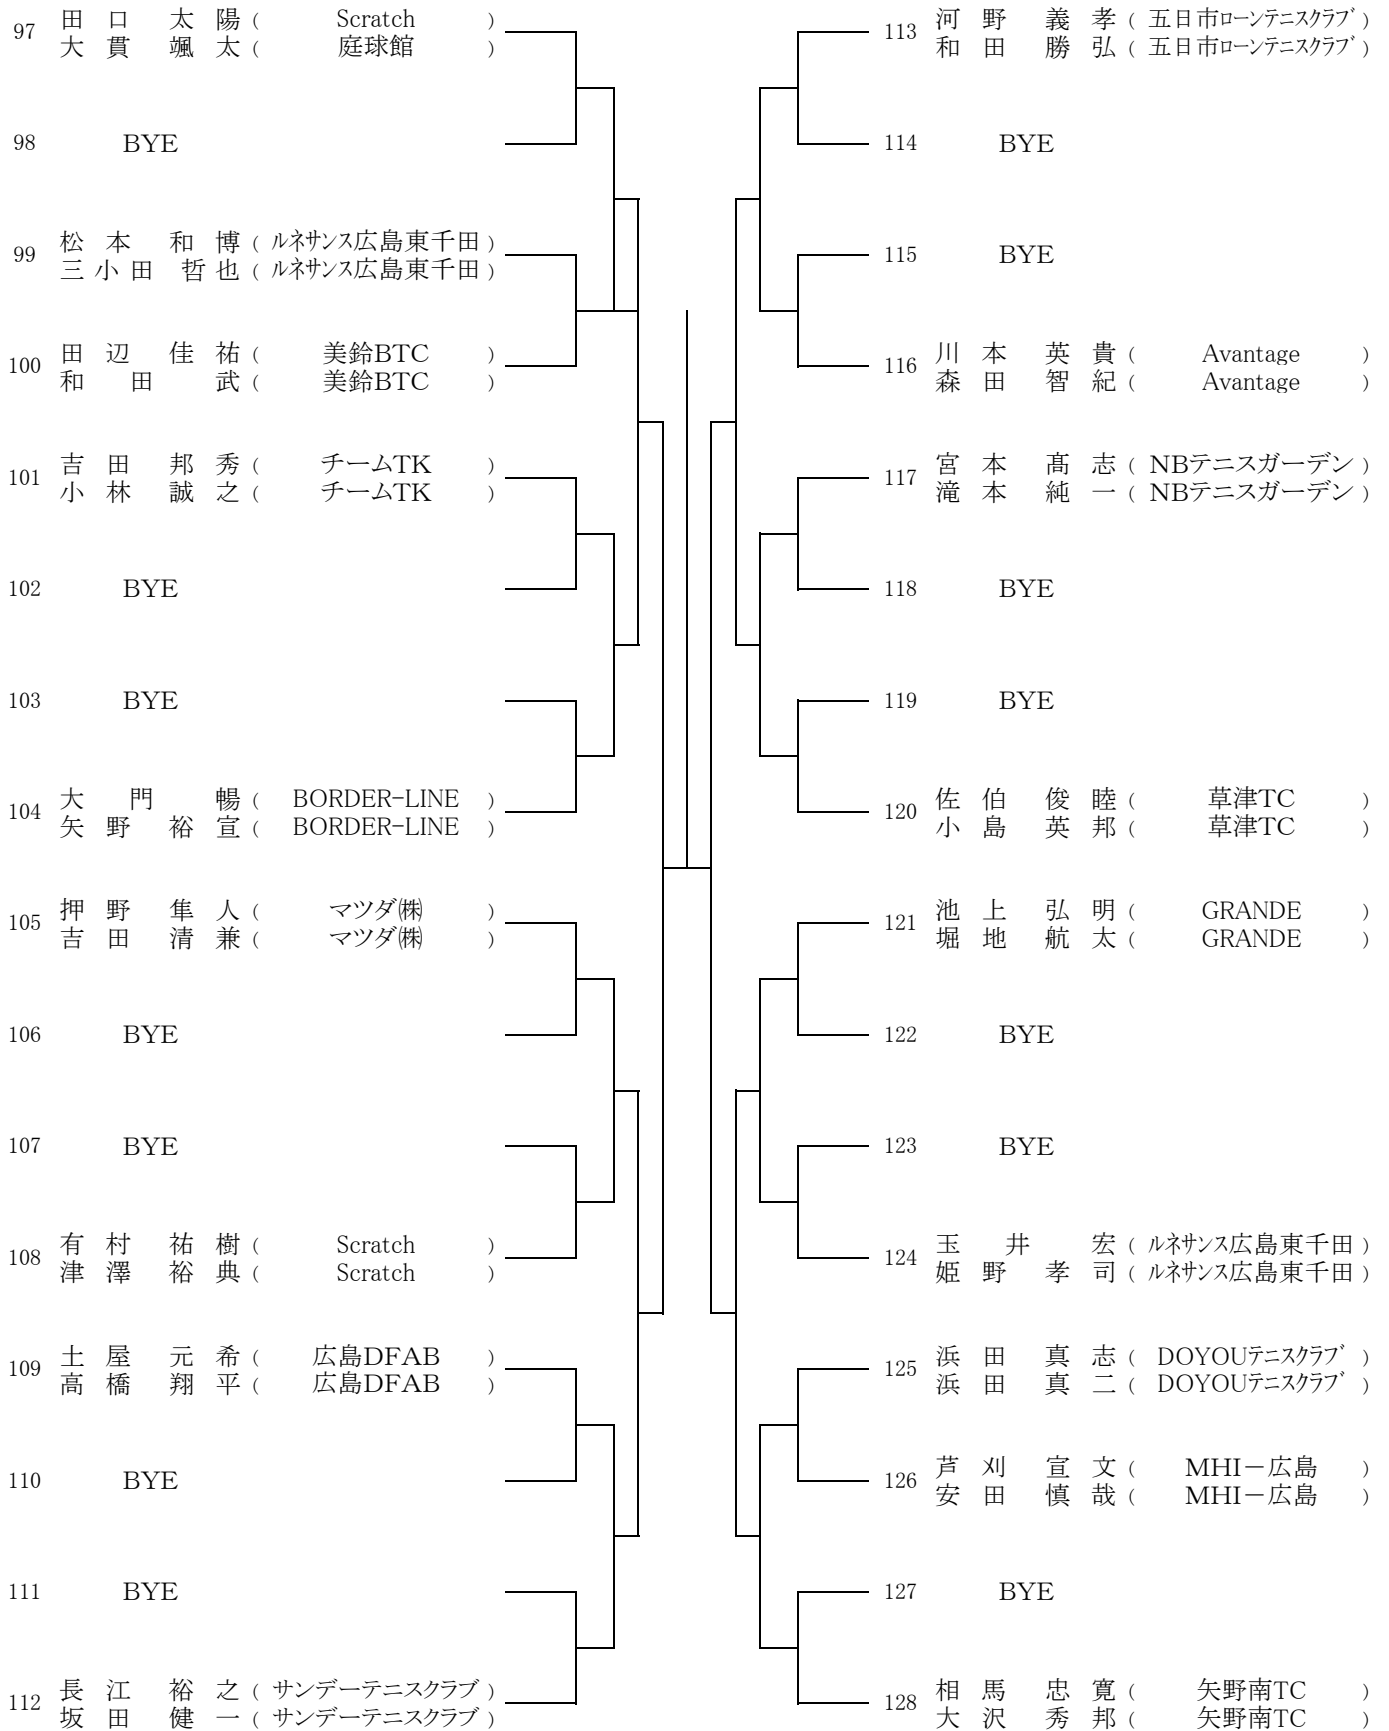 97 田口 太陽 ( Scratch )
大貫 颯太 ( 庭球館 )
98 BYE
99 松本 和博 ( ルネサンス広島東千田 )
三小田 哲也 ( ルネサンス広島東千田 )
100 田辺 佳祐 ( 美鈴BTC )
和田 武 ( 美鈴BTC )
101 吉田 邦秀 ( チームTK )
小林 誠之 ( チームTK )
102 BYE
103 BYE
104 大門 暢 ( BORDER-LINE )
矢野 裕宣 ( BORDER-LINE )
105 押野 隼人 ( マツダ㈱ )
吉田 清兼 ( マツダ㈱ )
106 BYE
107 BYE
108 有村 祐樹 ( Scratch )
津澤 裕典 ( Scratch )
109 土屋 元希 ( 広島DFAB )
高橋 翔平 ( 広島DFAB )
110 BYE
111 BYE
112 長江 裕之 ( サンデーテニスクラブ )
坂田 健一 ( サンデーテニスクラブ )
113 河野 義孝 ( 五日市ローンテニスクラブ )
和田 勝弘 ( 五日市ローンテニスクラブ )
114 BYE
115 BYE
116 川本 英貴 ( Avantage )
森田 智紀 ( Avantage )
117 宮本 髙志 ( NBテニスガーデン )
滝本 純一 ( NBテニスガーデン )
118 BYE
119 BYE
120 佐伯 俊睦 ( 草津TC )
小島 英邦 ( 草津TC )
121 池上 弘明 ( GRANDE )
堀地 航太 ( GRANDE )
122 BYE
123 BYE
124 玉井 宏 ( ルネサンス広島東千田 )
姫野 孝司 ( ルネサンス広島東千田 )
125 浜田 真志 ( DOYOUテニスクラブ )
浜田 真二 ( DOYOUテニスクラブ )
126 芦刈 宣文 ( MHI－広島 )
安田 慎哉 ( MHI－広島 )
127 BYE
128 相馬 忠寛 ( 矢野南TC )
大沢 秀邦 ( 矢野南TC )